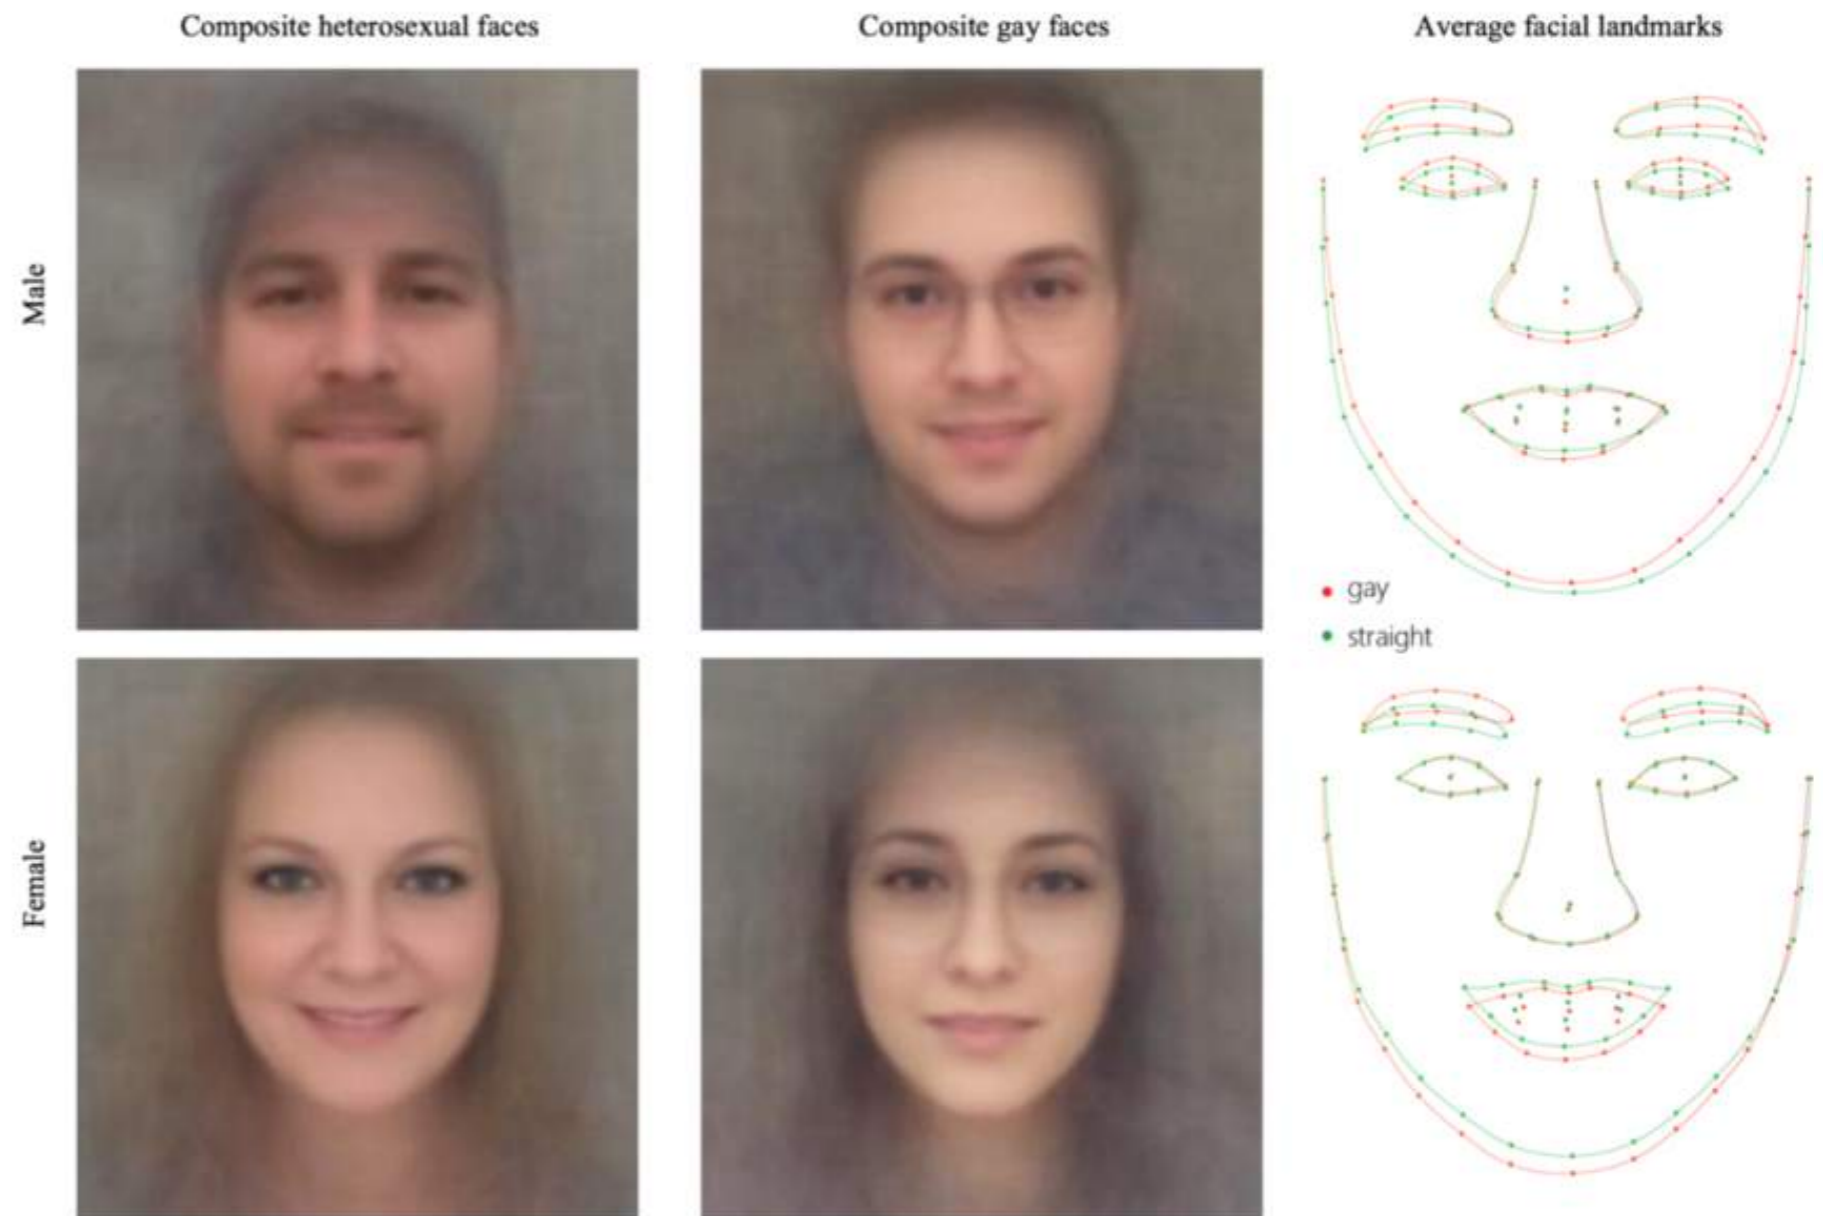 Composite heterosexual faces
Composite gay faces
Average facial landmarks
Male
gay
straight
Female